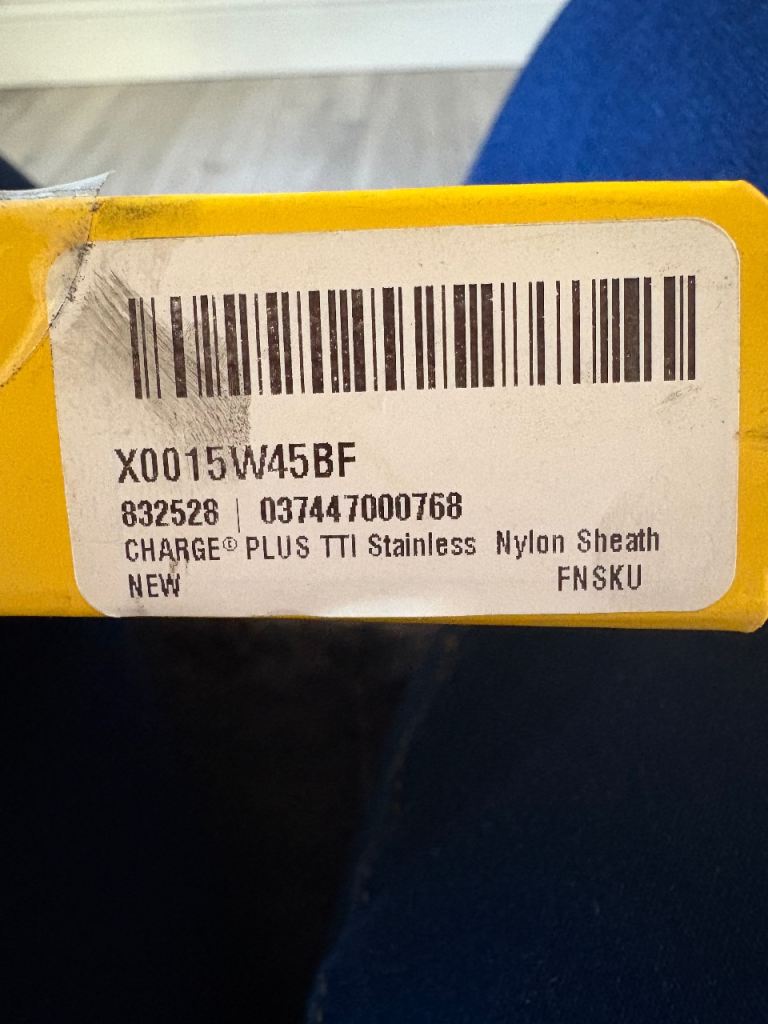 X0015W45BF
832528 | 037447000768
CHARGE® PLUS TTI Stainless Nylon Sheath
NEW FNSKU